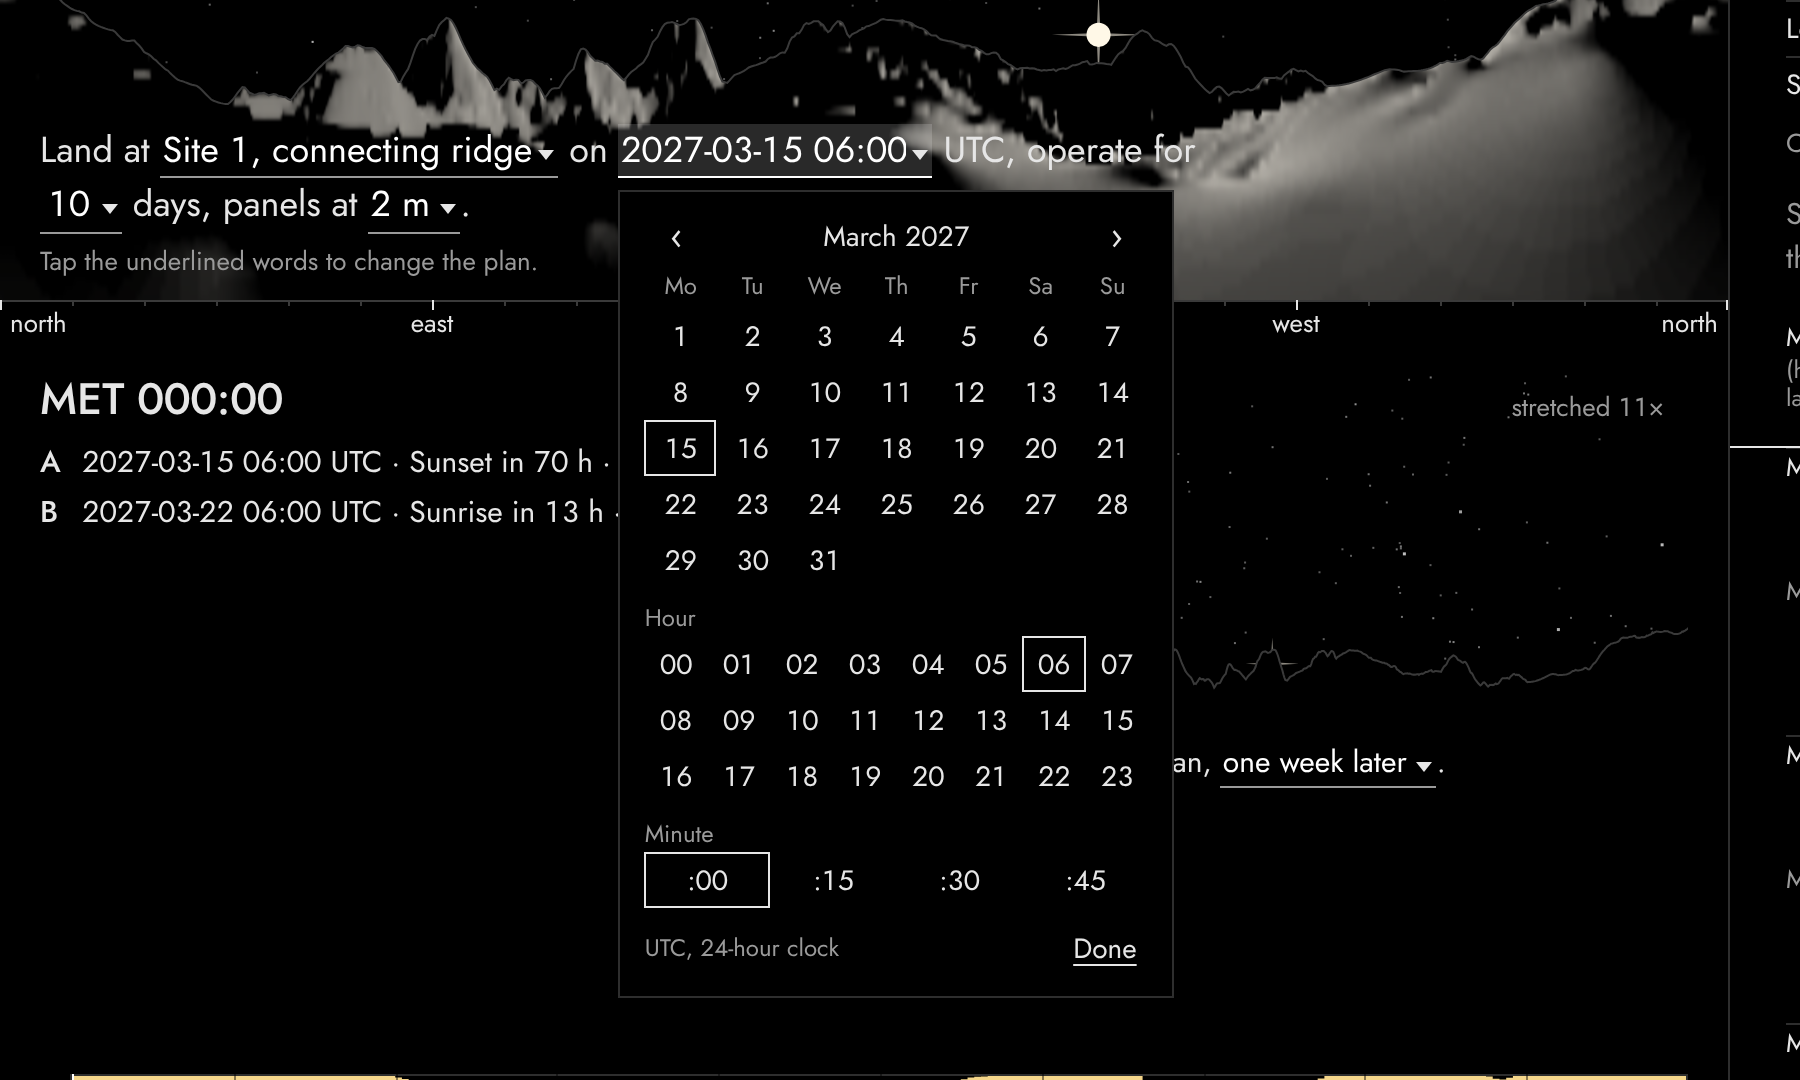 Land at Site 1, connecting ridge on 2027-03-15 06:00 UTC, operate for
10 days, panels at 2 m.
Tap the underlined words to change the plan.
north east west north
MET 000:00
A 2027-03-15 06:00 UTC · Sunset in 70 h ·
B 2027-03-22 06:00 UTC · Sunrise in 13 h ·
stretched 11×
‹ March 2027 ›
Mo Tu We Th Fr Sa Su
1 2 3 4 5 6 7
8 9 10 11 12 13 14
15 16 17 18 19 20 21
22 23 24 25 26 27 28
29 30 31
Hour
00 01 02 03 04 05 06 07
08 09 10 11 12 13 14 15
16 17 18 19 20 21 22 23
one week later.
Minute
:00 :15 :30 :45
UTC, 24-hour clock Done